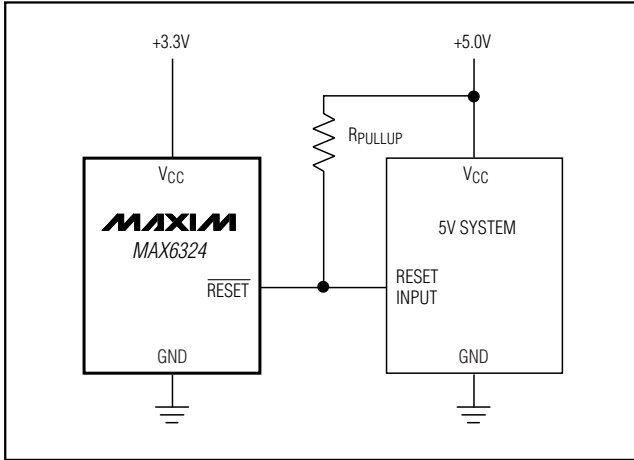 +3.3V
+5.0V
RPULLUP
VCC
VCC
MAXIM
MAX6324
5V SYSTEM
RESET
RESET
INPUT
GND
GND